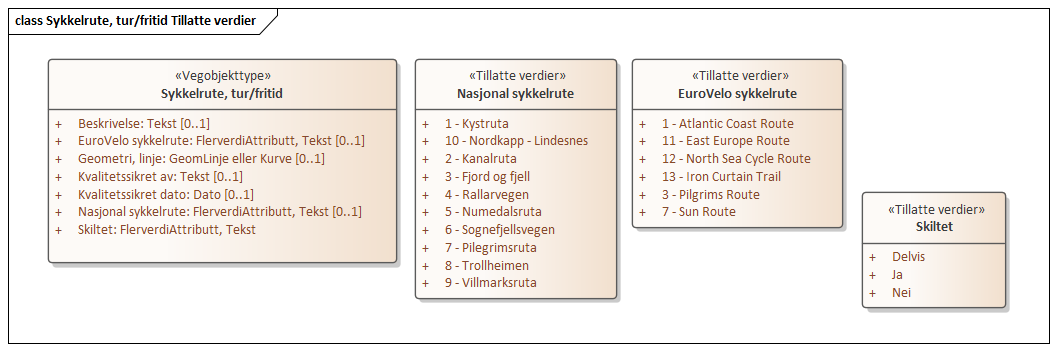 class Sykkelrute, tur/fritid Tillatte verdier
«Vegobjekttype»
Sykkelrute, tur/fritid
+ Beskrivelse: Tekst [0..1]
+ EuroVelo sykkelrute: FlerverdiAttributt, Tekst [0..1]
+ Geometri, linje: GeomLinje eller Kurve [0..1]
+ Kvalitetssikret av: Tekst [0..1]
+ Kvalitetssikret dato: Dato [0..1]
+ Nasjonal sykkelrute: FlerverdiAttributt, Tekst [0..1]
+ Skiltet: FlerverdiAttributt, Tekst
«Tillatte verdier»
Nasjonal sykkelrute
+ 1 - Kystruta
+ 10 - Nordkapp - Lindesnes
+ 2 - Kanalruta
+ 3 - Fjord og fjell
+ 4 - Rallarvegen
+ 5 - Numedalsruta
+ 6 - Sognefjellsvegen
+ 7 - Pilegrimsruta
+ 8 - Trollheimen
+ 9 - Villmarksruta
«Tillatte verdier»
EuroVelo sykkelrute
+ 1 - Atlantic Coast Route
+ 11 - East Europe Route
+ 12 - North Sea Cycle Route
+ 13 - Iron Curtain Trail
+ 3 - Pilgrims Route
+ 7 - Sun Route
«Tillatte verdier»
Skiltet
+ Delvis
+ Ja
+ Nei